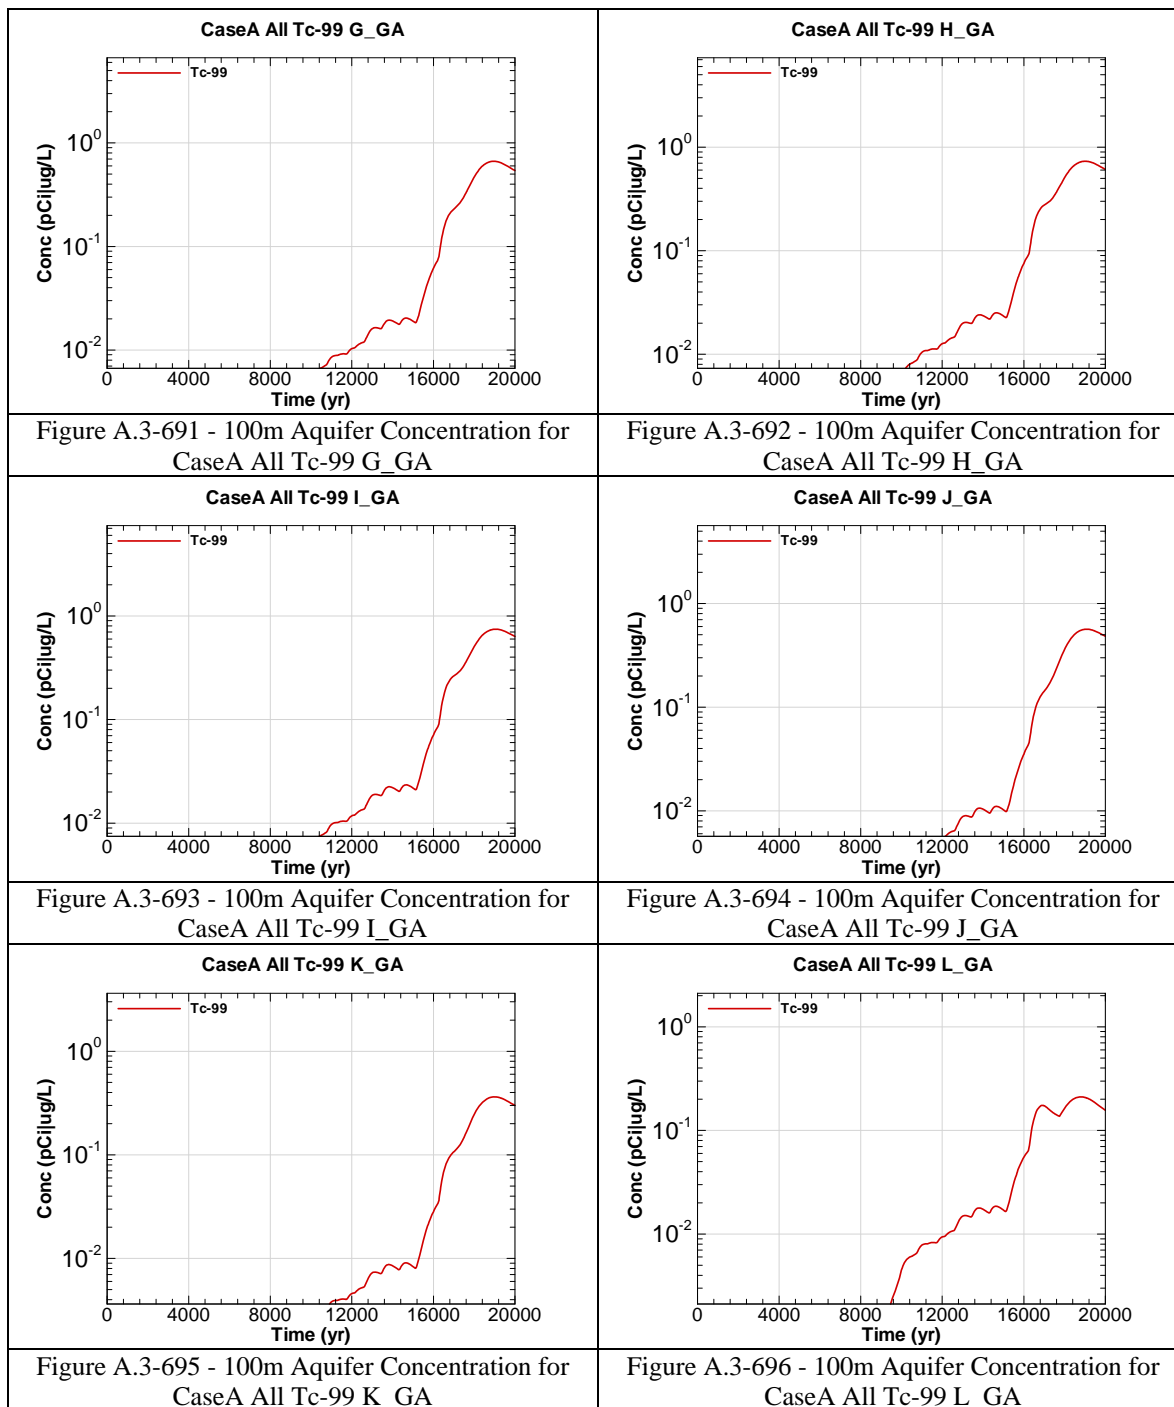 CaseA All Tc-99 G_GA
Tc-99
10^0
10^-1
10^-2
Conc (pCi|ug/L)
0 4000 8000 12000 16000 20000
Time (yr)
Figure A.3-691 - 100m Aquifer Concentration for
CaseA All Tc-99 G_GA
CaseA All Tc-99 H_GA
Tc-99
10^0
10^-1
10^-2
Conc (pCi|ug/L)
0 4000 8000 12000 16000 20000
Time (yr)
Figure A.3-692 - 100m Aquifer Concentration for
CaseA All Tc-99 H_GA
CaseA All Tc-99 I_GA
Tc-99
10^0
10^-1
10^-2
Conc (pCi|ug/L)
0 4000 8000 12000 16000 20000
Time (yr)
Figure A.3-693 - 100m Aquifer Concentration for
CaseA All Tc-99 I_GA
CaseA All Tc-99 J_GA
Tc-99
10^0
10^-1
10^-2
Conc (pCi|ug/L)
0 4000 8000 12000 16000 20000
Time (yr)
Figure A.3-694 - 100m Aquifer Concentration for
CaseA All Tc-99 J_GA
CaseA All Tc-99 K_GA
Tc-99
10^0
10^-1
10^-2
Conc (pCi|ug/L)
0 4000 8000 12000 16000 20000
Time (yr)
Figure A.3-695 - 100m Aquifer Concentration for
CaseA All Tc-99 K_GA
CaseA All Tc-99 L_GA
Tc-99
10^0
10^-1
10^-2
Conc (pCi|ug/L)
0 4000 8000 12000 16000 20000
Time (yr)
Figure A.3-696 - 100m Aquifer Concentration for
CaseA All Tc-99 L_GA